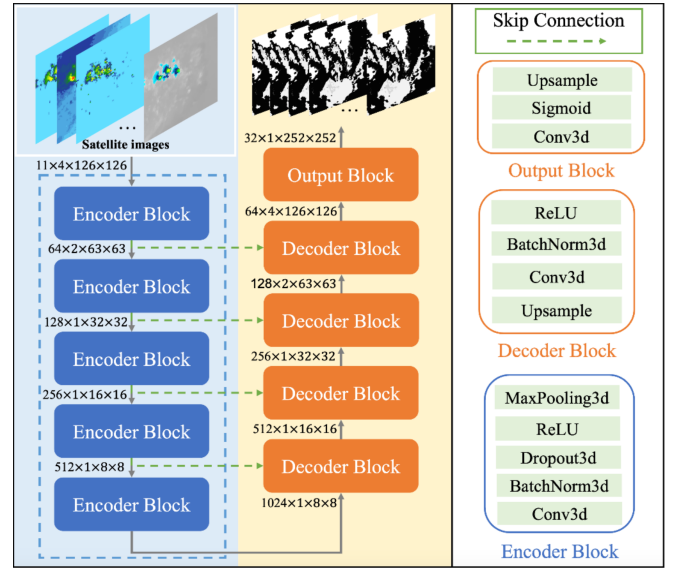 ...
Satellite images
11×4×126×126
Encoder Block
64×2×63×63
Encoder Block
128×1×32×32
Encoder Block
256×1×16×16
Encoder Block
512×1×8×8
Encoder Block
...
32×1×252×252
Output Block
64×4×126×126
Decoder Block
128×2×63×63
Decoder Block
256×1×32×32
Decoder Block
512×1×16×16
Decoder Block
1024×1×8×8
Skip Connection
Upsample
Sigmoid
Conv3d
Output Block
ReLU
BatchNorm3d
Conv3d
Upsample
Decoder Block
MaxPooling3d
ReLU
Dropout3d
BatchNorm3d
Conv3d
Encoder Block